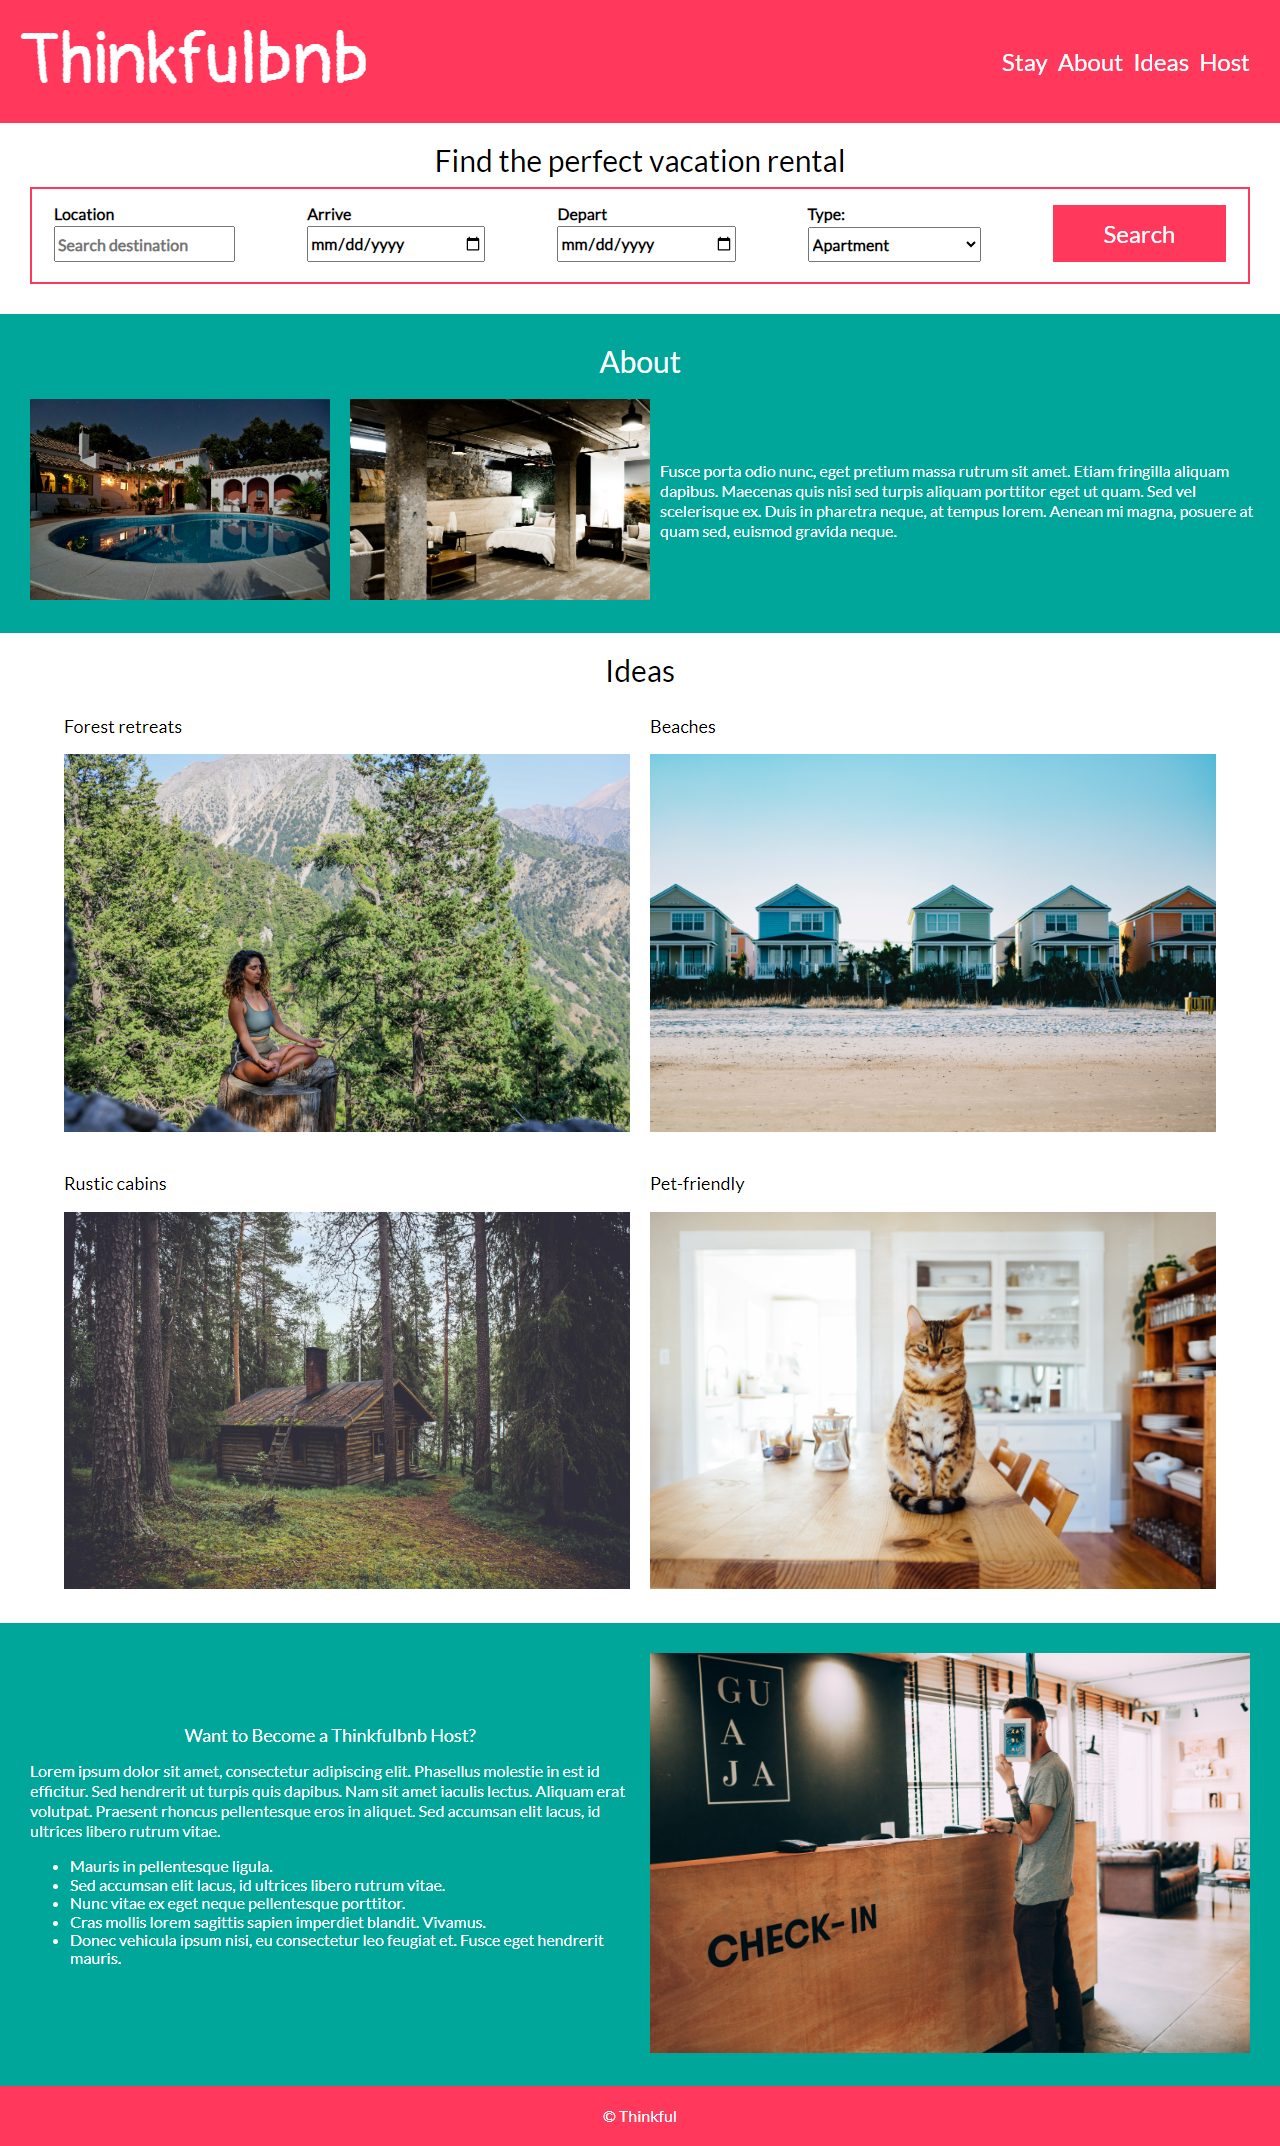 Thinkfulbnb
Stay About Ideas Host
Find the perfect vacation rental
Location
Search destination
Arrive
mm/dd/yyyy
Depart
mm/dd/yyyy
Type:
Apartment
Search
About
Fusce porta odio nunc, eget pretium massa rutrum sit amet. Etiam fringilla aliquam
dapibus. Maecenas quis nisi sed turpis aliquam porttitor eget ut quam. Sed vel
scelerisque ex. Duis in pharetra neque, at tempus lorem. Aenean mi magna, posuere at
quam sed, euismod gravida neque.
Ideas
Forest retreats
Beaches
Rustic cabins
Pet-friendly
Want to Become a Thinkfulbnb Host?
Lorem ipsum dolor sit amet, consectetur adipiscing elit. Phasellus molestie in est id
efficitur. Sed hendrerit ut turpis quis dapibus. Nam sit amet iaculis lectus. Aliquam erat
volutpat. Praesent rhoncus pellentesque eros in aliquet. Sed accumsan elit lacus, id
ultrices libero rutrum vitae.
• Mauris in pellentesque ligula.
• Sed accumsan elit lacus, id ultrices libero rutrum vitae.
• Nunc vitae ex eget neque pellentesque porttitor.
• Cras mollis lorem sagittis sapien imperdiet blandit. Vivamus.
• Donec vehicula ipsum nisi, eu consectetur leo feugiat et. Fusce eget hendrerit
mauris.
GU
A
JA
CHECK-IN
© Thinkful